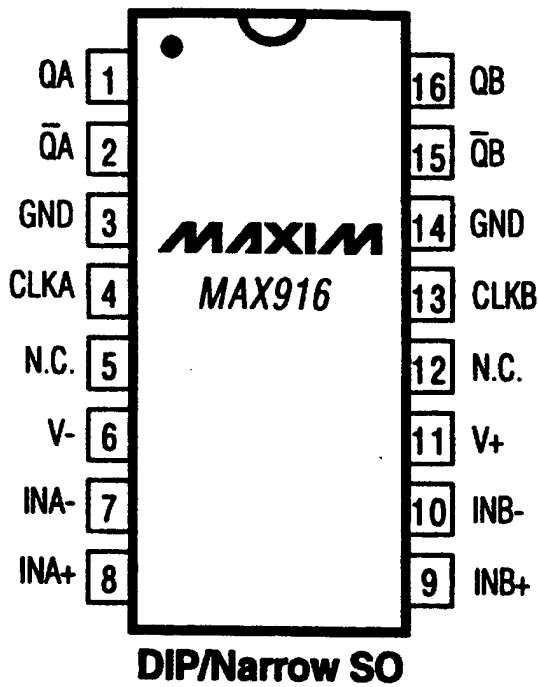 QA 1 16 QB
Q̅A 2 15 Q̅B
GND 3 14 GND
MAXIM
CLKA 4 MAX916 13 CLKB
N.C. 5 12 N.C.
V- 6 11 V+
INA- 7 10 INB-
INA+ 8 9 INB+
DIP/Narrow SO